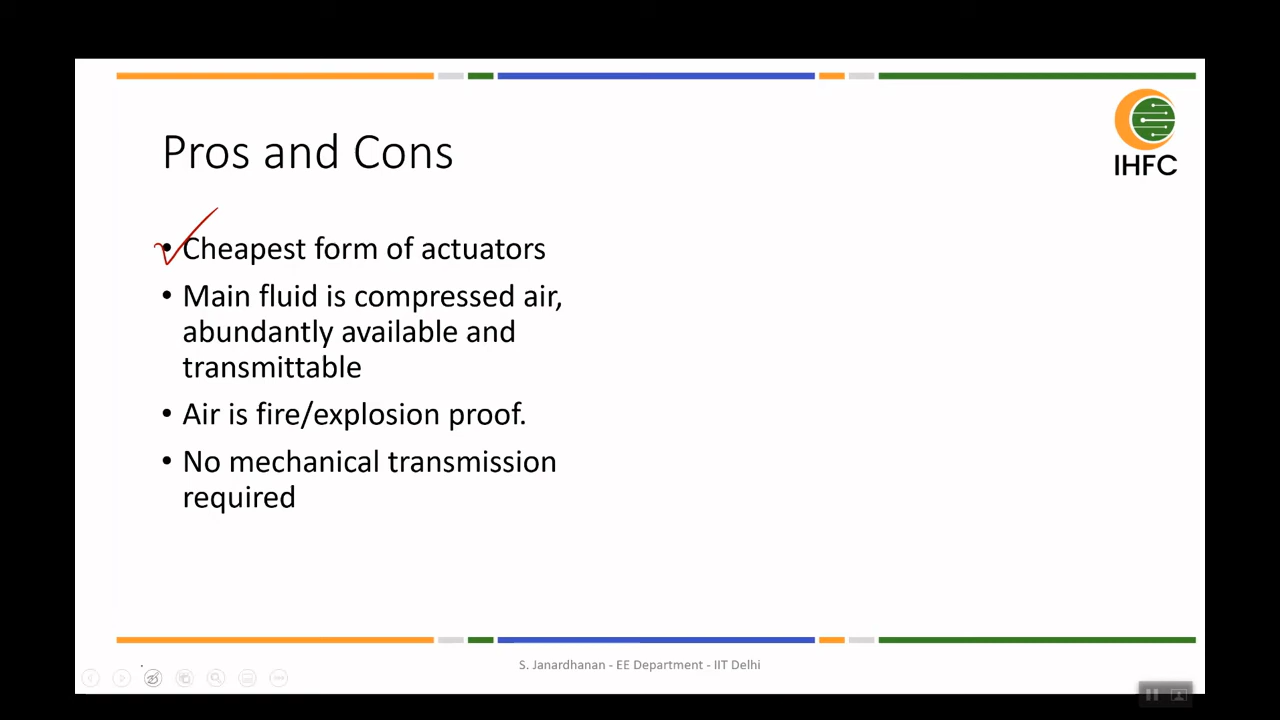 IHFC
Pros and Cons
• Cheapest form of actuators
• Main fluid is compressed air,
abundantly available and
transmittable
• Air is fire/explosion proof.
• No mechanical transmission
required
S. Janardhanan - EE Department - IIT Delhi